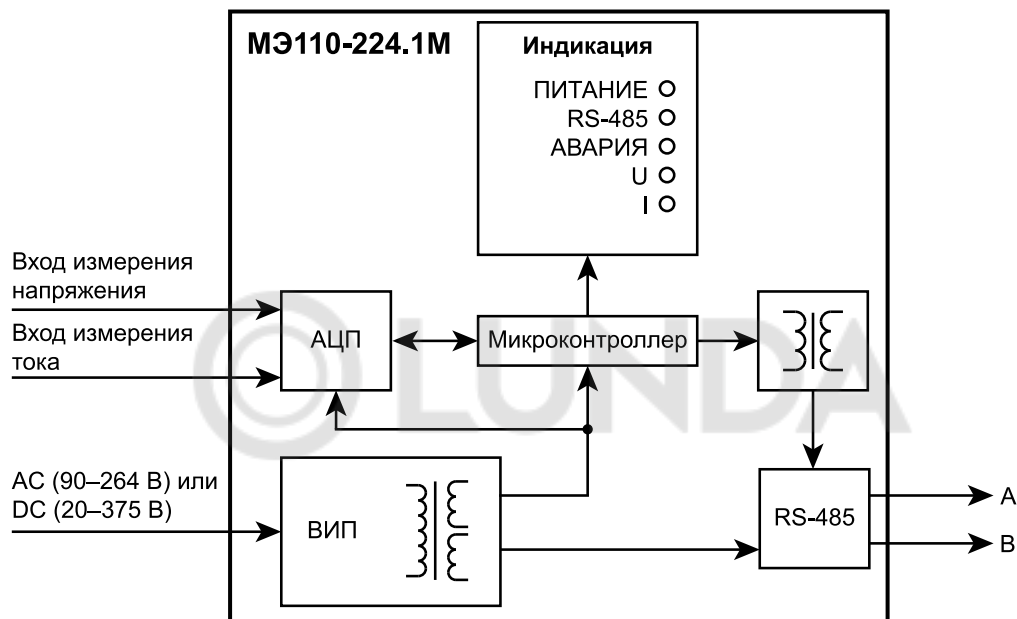 МЭ110-224.1М
Индикация
ПИТАНИЕ
RS-485
АВАРИЯ
U
I
Вход измерения
напряжения
Вход измерения
тока
АЦП
Микроконтроллер
LUNDA
AC (90–264 В) или
DC (20–375 В)
ВИП
RS-485
A
B